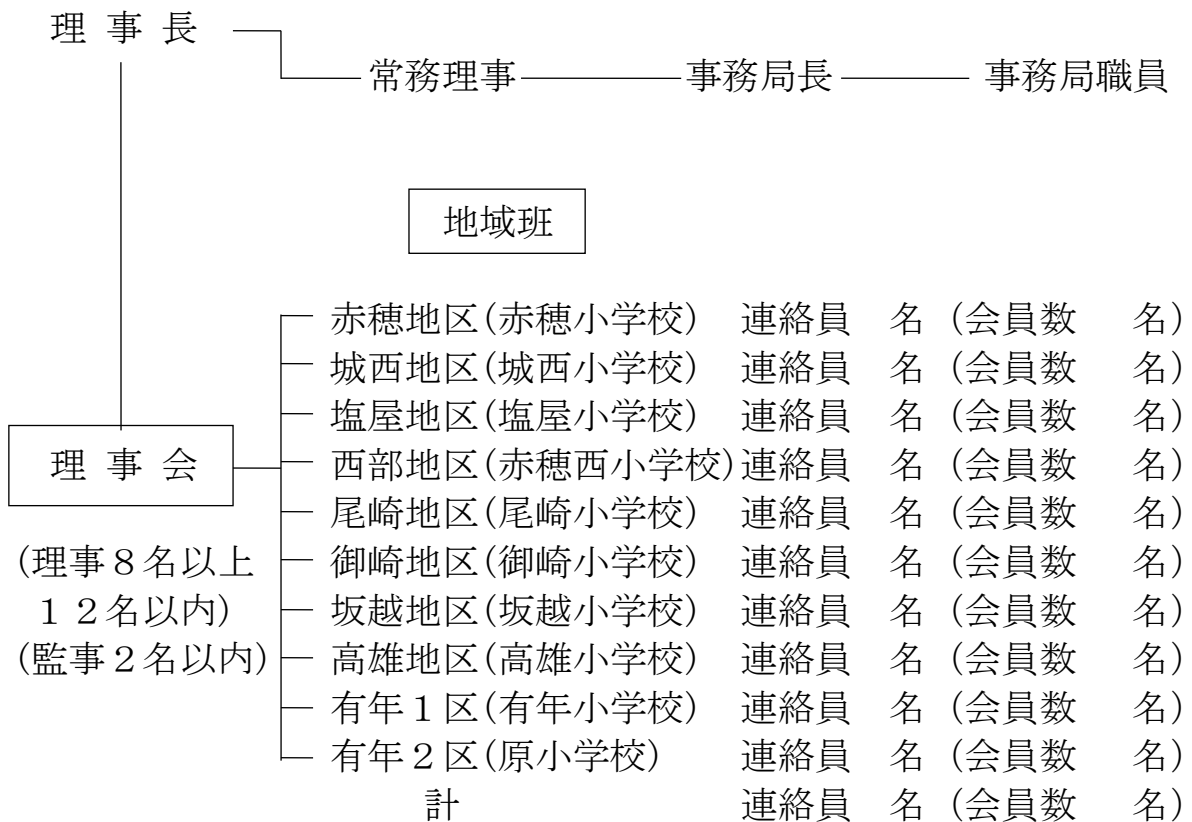 理 事 長
常務理事 事務局長 事務局職員
地域班
赤穂地区(赤穂小学校) 連絡員 名 (会員数 名)
城西地区(城西小学校) 連絡員 名 (会員数 名)
塩屋地区(塩屋小学校) 連絡員 名 (会員数 名)
理 事 会
西部地区(赤穂西小学校)連絡員 名 (会員数 名)
尾崎地区(尾崎小学校) 連絡員 名 (会員数 名)
(理事8名以上
御崎地区(御崎小学校) 連絡員 名 (会員数 名)
12名以内)
坂越地区(坂越小学校) 連絡員 名 (会員数 名)
(監事2名以内)
高雄地区(高雄小学校) 連絡員 名 (会員数 名)
有年1区(有年小学校) 連絡員 名 (会員数 名)
有年2区(原小学校) 連絡員 名 (会員数 名)
計 連絡員 名 (会員数 名)